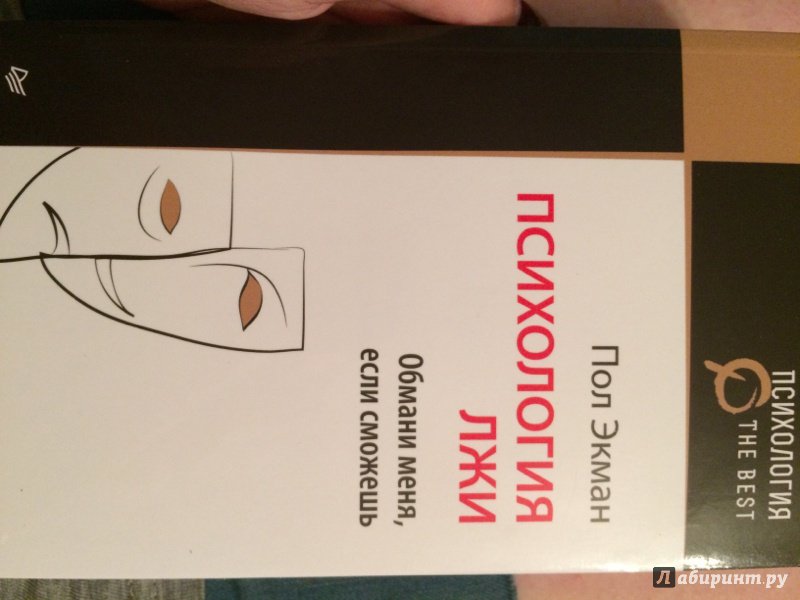 ПСИХОЛОГИЯ
THE BEST
Пол Экман
ПСИХОЛОГИЯ
ЛЖИ
Обмани меня,
если сможешь
Лабиринт.ру